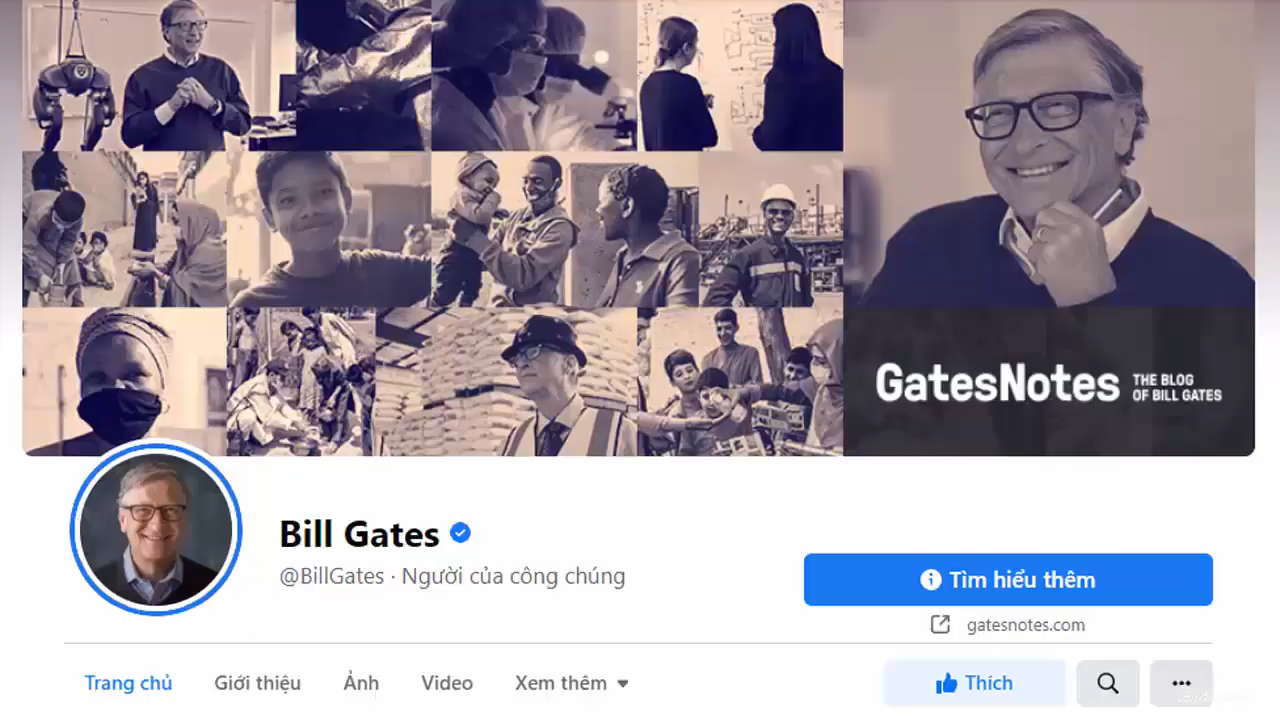 GatesNotes
THE BLOG
OF BILL GATES
Bill Gates
@BillGates · Người của công chúng
Tìm hiểu thêm
gatesnotes.com
Trang chủ
Giới thiệu
Ảnh
Video
Xem thêm
Thích